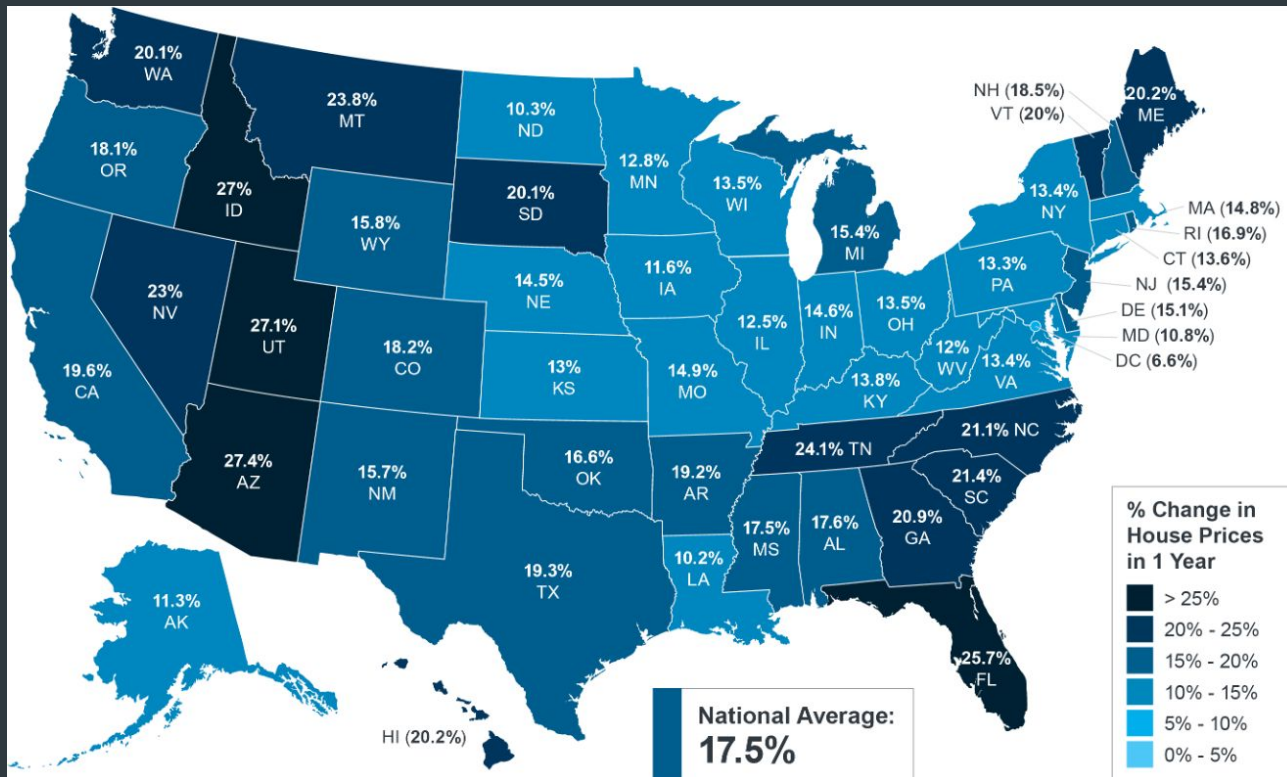 20.1%
WA
18.1%
OR
27%
ID
23.8%
MT
10.3%
ND
12.8%
MN
13.5%
WI
15.4%
MI
NH (18.5%)
VT (20%)
20.2%
ME
13.4%
NY
MA (14.8%)
RI (16.9%)
CT (13.6%)
NJ (15.4%)
DE (15.1%)
MD (10.8%)
DC (6.6%)
15.8%
WY
20.1%
SD
14.5%
NE
11.6%
IA
13.3%
PA
19.6%
CA
23%
NV
27.1%
UT
18.2%
CO
13%
KS
14.9%
MO
12.5%
IL
14.6%
IN
13.5%
OH
13.8%
KY
12%
WV
13.4%
VA
27.4%
AZ
15.7%
NM
16.6%
OK
19.2%
AR
24.1% TN
21.1% NC
21.4%
SC
20.9%
GA
17.6%
AL
17.5%
MS
10.2%
LA
19.3%
TX
25.7%
FL
11.3%
AK
HI (20.2%)
National Average:
17.5%
% Change in
House Prices
in 1 Year
> 25%
20% - 25%
15% - 20%
10% - 15%
5% - 10%
0% - 5%